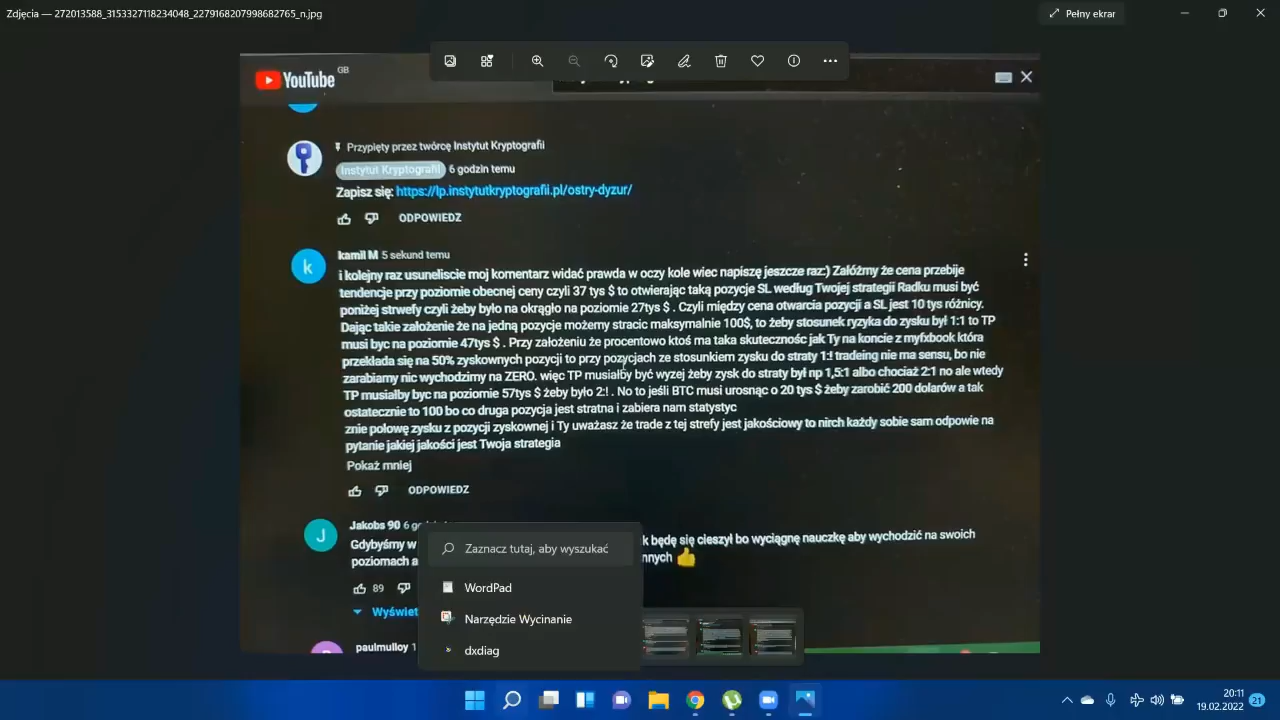 Zdjęcia — 272013588_3153327118234048_2279168207998682765_n.jpg
Pełny ekran
YouTube GB
Przypięty przez twórcę Instytut Kryptografii
Instytut Kryptografii 6 godzin temu
Zapisz się: https://lp.instytutkryptografii.pl/ostry-dyzur/
ODPOWIEDZ
k
kamil M 5 sekund temu
i kolejny raz usuneliscie moj komentarz widać prawda w oczy kole wiec napiszę jeszcze raz:) Załóżmy że cena przebije
tendencje przy poziomie obecnej ceny czyli 37 tys $ to otwierając taką pozycje SL według Twojej strategii Radku musi być
poniżej strwefy czyli żeby było na okrągło na poziomie 27tys $ . Czyli między cena otwarcia pozycji a SL jest 10 tys różnicy.
Dając takie założenie że na jedną pozycje możemy stracic maksymalnie 100$, to żeby stosunek ryzyka do zysku był 1:1 to TP
musi byc na poziomie 47tys $ . Przy założeniu że procentowo ktoś ma taka skutecznośc jak Ty na koncie z myfxbook która
przekłada się na 50% zyskownych pozycji to przy pozycjach ze stosunkiem zysku do straty 1:! tradeing nie ma sensu, bo nie
zarabiamy nic wychodzimy na ZERO. więc TP musiałby być wyzej żeby zysk do straty był np 1,5:1 albo chociaż 2:1 no ale wtedy
TP musialby byc na poziomie 57tys $ żeby było 2:! . No to jeśli BTC musi urosnąc o 20 tys $ żeby zarobić 200 dolarów a tak
ostatecznie to 100 bo co druga pozycja jest stratna i zabiera nam statystyc
znie polowę zysku z pozycji zyskownej i Ty uważasz że trade z tej strefy jest jakościowy to nirch każdy sobie sam odpowie na
pytanie jakiej jakości jest Twoja strategia
Pokaż mniej
ODPOWIEDZ
J
Jakobs 90 6 g
Gdybyśmy w k będę się cieszył bo wyciągnę nauczkę aby wychodzić na swoich
poziomach a nnych
89
Wyświet
paulmulloy 1
Zaznacz tutaj, aby wyszukać
WordPad
Narzędzie Wycinanie
dxdiag
20:11
19.02.2022
21